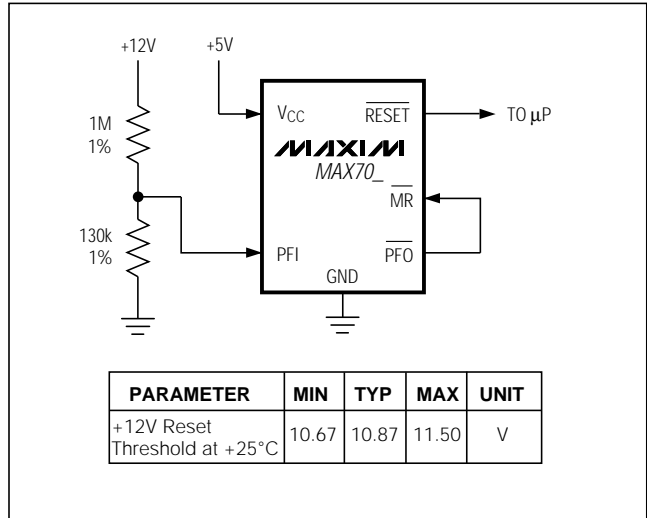 +12V
+5V
1M
1%
130k
1%
VCC
RESET
TO µP
MAXIM
MAX70_
MR
PFI
PFO
GND
PARAMETER MIN TYP MAX UNIT
+12V Reset
Threshold at +25°C 10.67 10.87 11.50 V